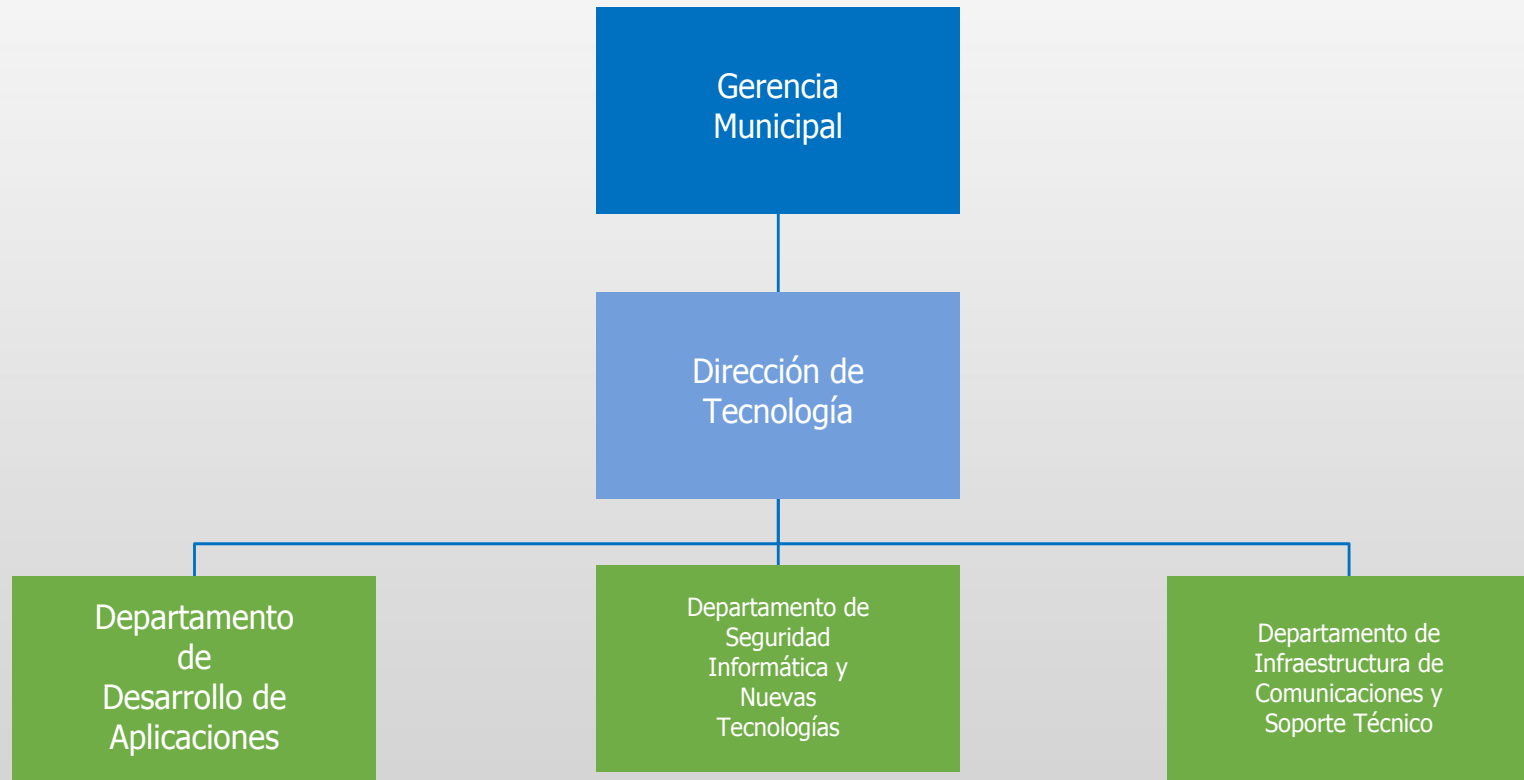 Gerencia
Municipal
Dirección de
Tecnología
Departamento
de
Desarrollo de
Aplicaciones
Departamento de
Seguridad
Informática y
Nuevas
Tecnologías
Departamento de
Infraestructura de
Comunicaciones y
Soporte Técnico